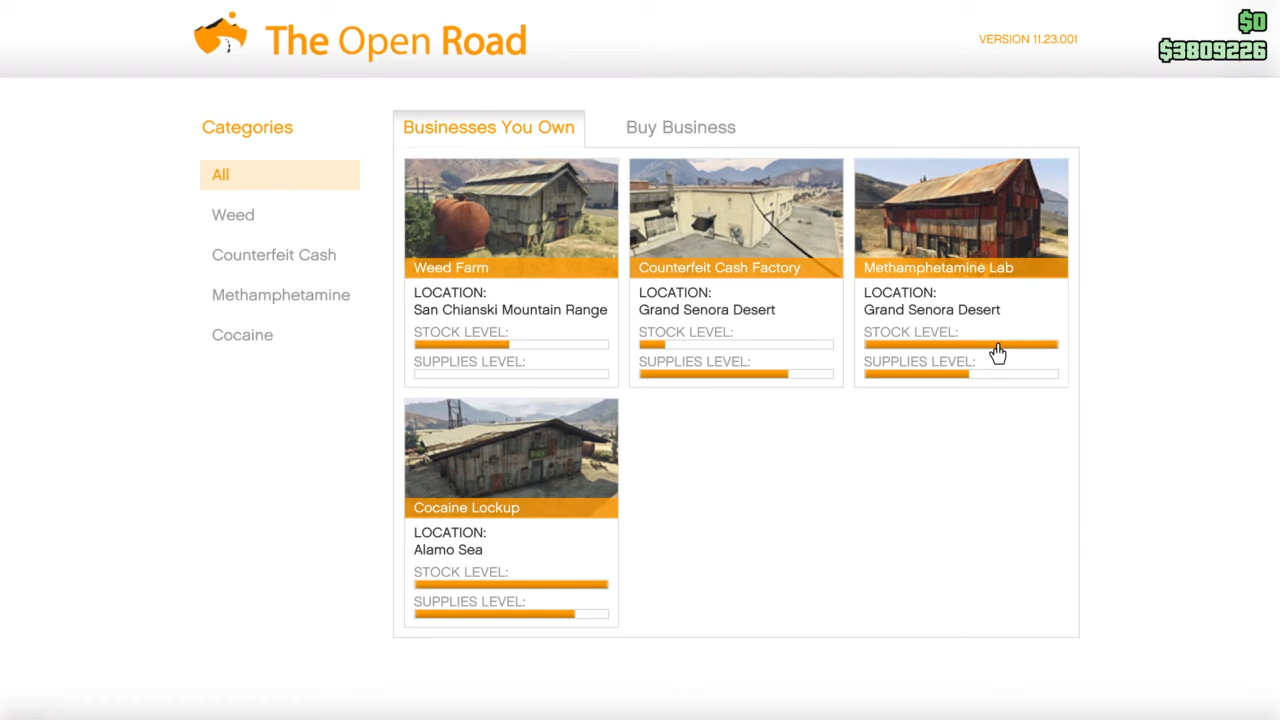 The Open Road
VERSION 11.23.001
$0
$3809226
Categories
All
Weed
Counterfeit Cash
Methamphetamine
Cocaine
Businesses You Own
Buy Business
Weed Farm
LOCATION:
San Chianski Mountain Range
STOCK LEVEL:
SUPPLIES LEVEL:
Counterfeit Cash Factory
LOCATION:
Grand Senora Desert
STOCK LEVEL:
SUPPLIES LEVEL:
Methamphetamine Lab
LOCATION:
Grand Senora Desert
STOCK LEVEL:
SUPPLIES LEVEL:
Cocaine Lockup
LOCATION:
Alamo Sea
STOCK LEVEL:
SUPPLIES LEVEL: